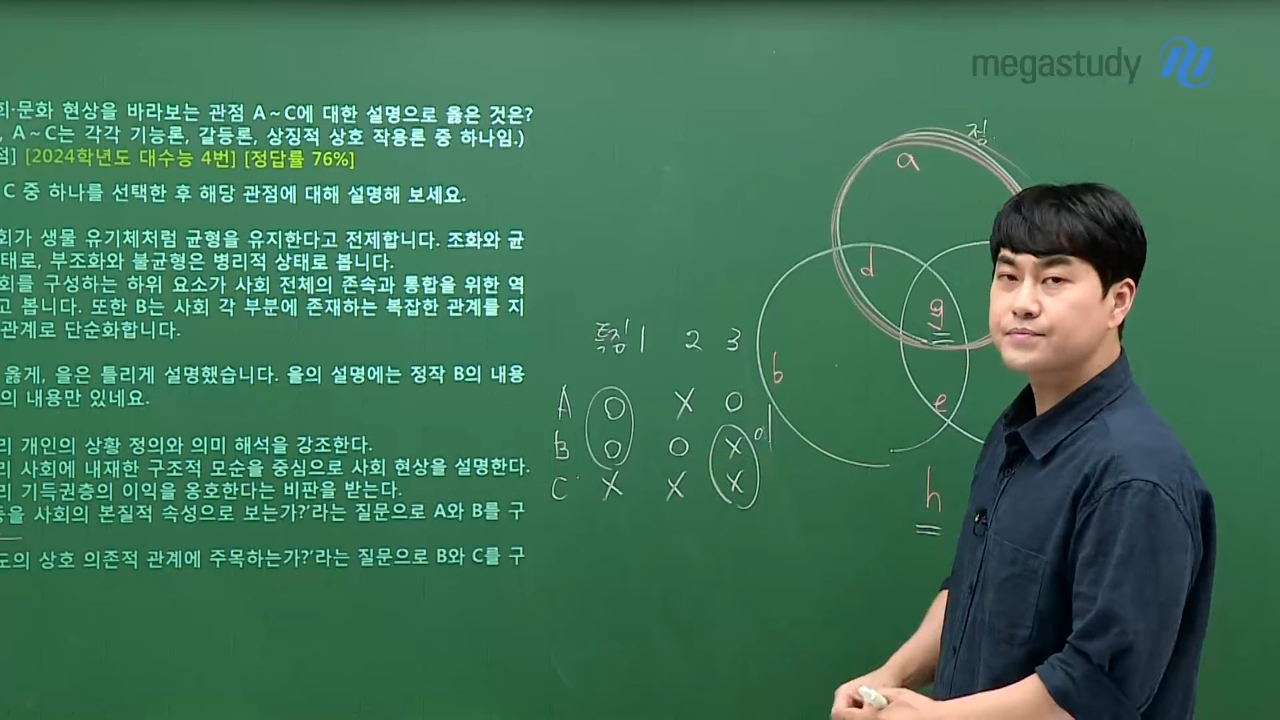 megastudy
회·문화 현상을 바라보는 관점 A~C에 대한 설명으로 옳은 것은?
, A~C는 각각 기능론, 갈등론, 상징적 상호 작용론 중 하나임.)
점] [2024학년도 대수능 4번] [정답률 76%]
C 중 하나를 선택한 후 해당 관점에 대해 설명해 보세요.
회가 생물 유기체처럼 균형을 유지한다고 전제합니다. 조화와 균
태로, 부조화와 불균형은 병리적 상태로 봅니다.
회를 구성하는 하위 요소가 사회 전체의 존속과 통합을 위한 역
고 봅니다. 또한 B는 사회 각 부분에 존재하는 복잡한 관계를 지
관계로 단순화합니다.
옳게, 을은 틀리게 설명했습니다. 을의 설명에는 정작 B의 내용
의 내용만 있네요.
리 개인의 상황 정의와 의미 해석을 강조한다.
리 사회에 내재한 구조적 모순을 중심으로 사회 현상을 설명한다.
리 기득권층의 이익을 옹호한다는 비판을 받는다.
등을 사회의 본질적 속성으로 보는가?’라는 질문으로 A와 B를 구
도의 상호 의존적 관계에 주목하는가?’라는 질문으로 B와 C를 구
특징 1 2 3
A O X O
B O O X
C X X X
a
d
g
b
e
h